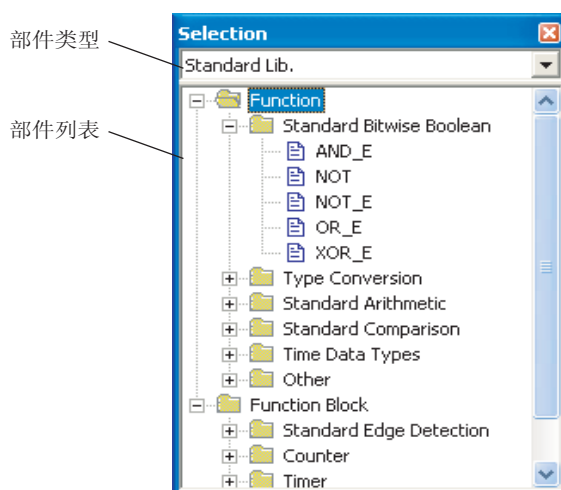 Selection
部件类型
Standard Lib.
Function
部件列表
Standard Bitwise Boolean
AND_E
NOT
NOT_E
OR_E
XOR_E
Type Conversion
Standard Arithmetic
Standard Comparison
Time Data Types
Other
Function Block
Standard Edge Detection
Counter
Timer